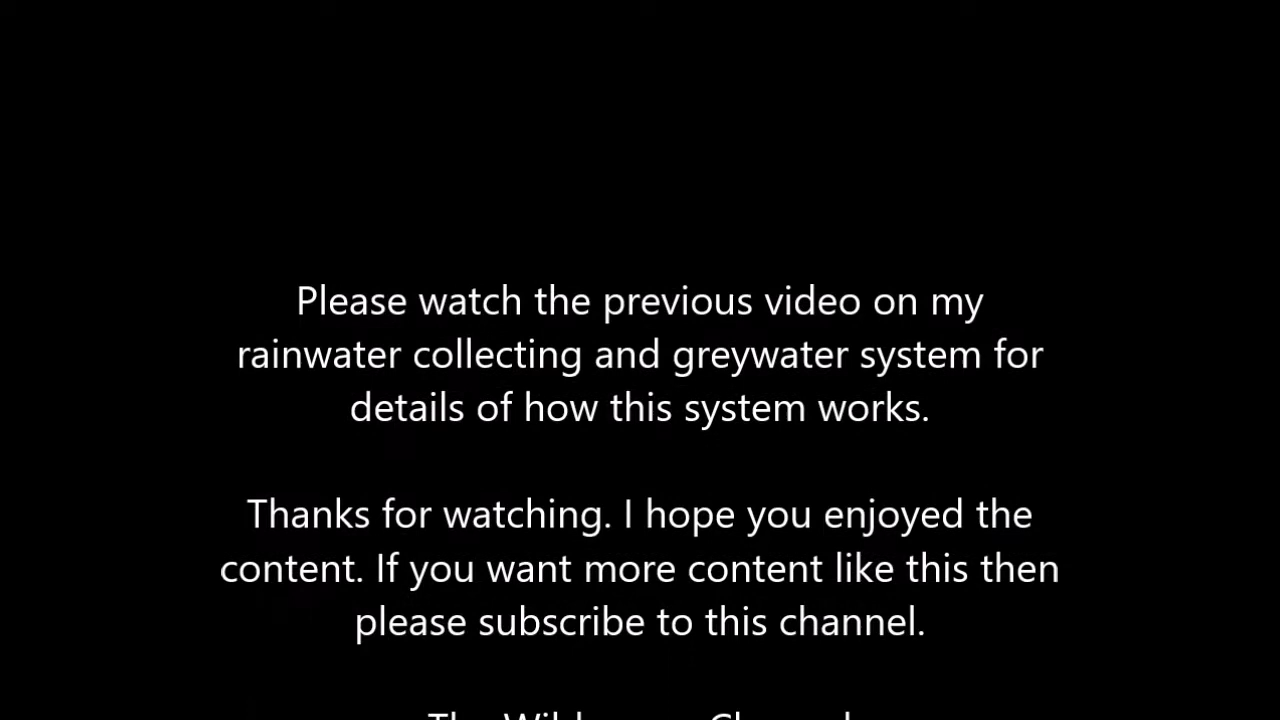 Please watch the previous video on my
rainwater collecting and greywater system for
details of how this system works.
Thanks for watching. I hope you enjoyed the
content. If you want more content like this then
please subscribe to this channel.
The